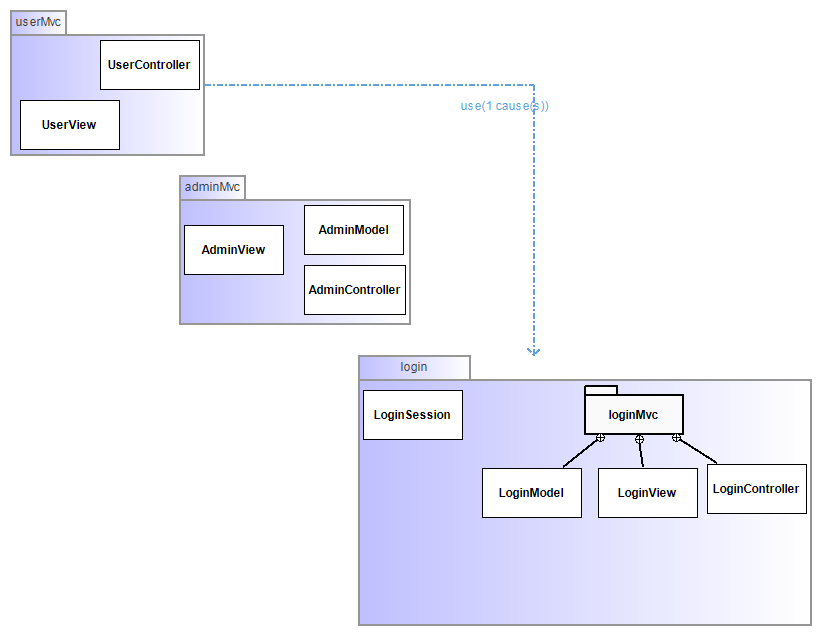 userMvc
UserController
UserView
use(1 cause(s))
adminMvc
AdminModel
AdminView
AdminController
login
LoginSession
loginMvc
LoginModel
LoginView
LoginController